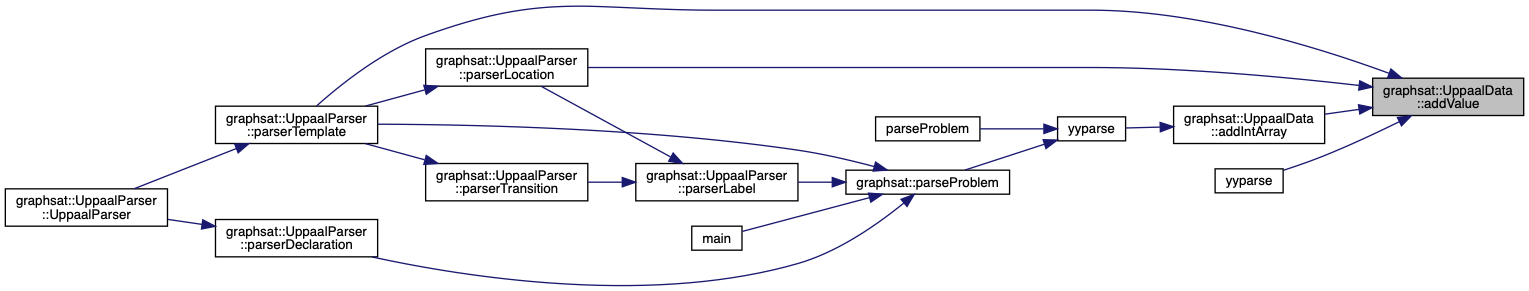 graphsat::UppaalParser
::parserLocation
graphsat::UppaalData
::addValue
graphsat::UppaalParser
::parserTemplate
parseProblem
yyparse
graphsat::UppaalData
::addIntArray
graphsat::UppaalParser
::parserTransition
graphsat::UppaalParser
::parserLabel
graphsat::parseProblem
yyparse
graphsat::UppaalParser
::UppaalParser
graphsat::UppaalParser
::parserDeclaration
main